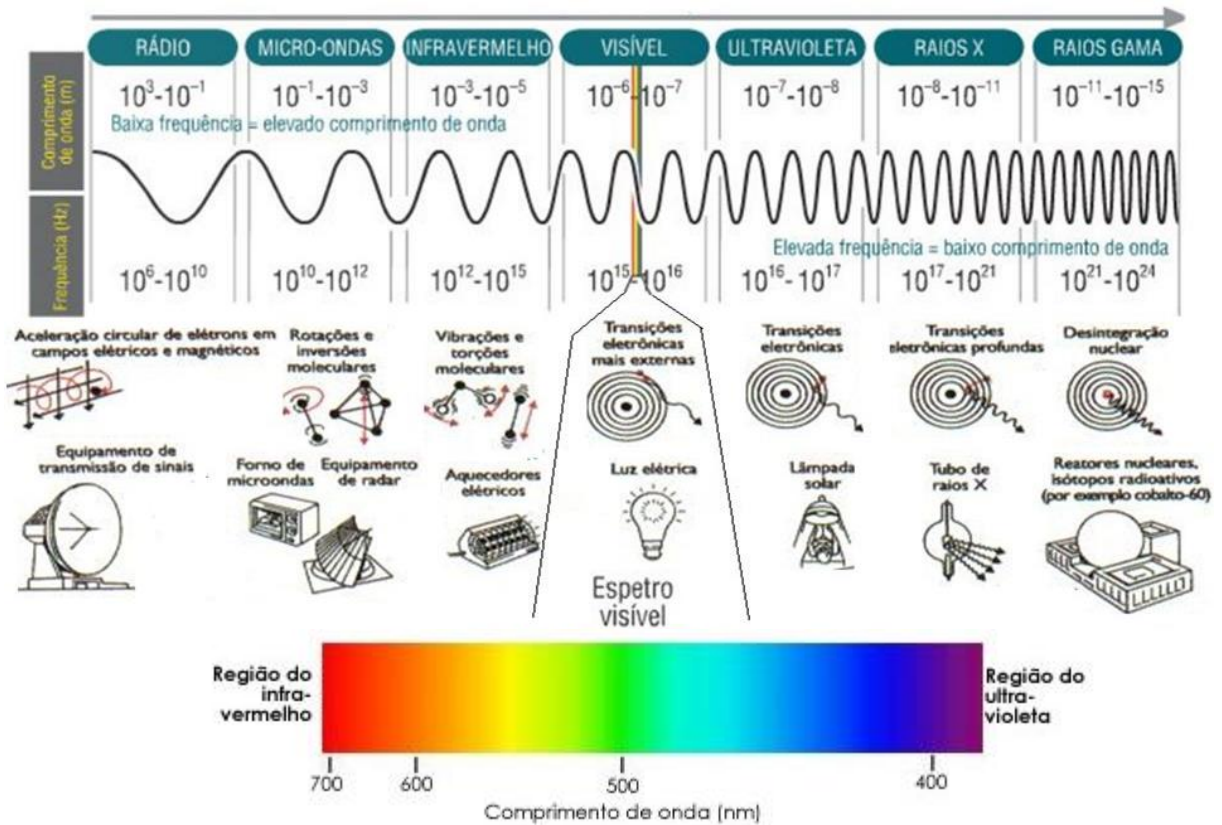 RÁDIO
MICRO-ONDAS
INFRAVERMELHO
VISÍVEL
ULTRAVIOLETA
RAIOS X
RAIOS GAMA
Comprimento
de onda (m)
10³-10⁻¹
10⁻¹-10⁻³
10⁻³-10⁻⁵
10⁻⁶-10⁻⁷
10⁻⁷-10⁻⁸
10⁻⁸-10⁻¹¹
10⁻¹¹-10⁻¹⁵
Baixa frequência = elevado comprimento de onda
Elevada frequência = baixo comprimento de onda
Frequência (Hz)
10⁶-10¹⁰
10¹⁰-10¹²
10¹²-10¹⁵
10¹⁵-10¹⁶
10¹⁶-10¹⁷
10¹⁷-10²¹
10²¹-10²⁴
Aceleração circular de elétrons em
campos elétricos e magnéticos
Rotações e
inversões
moleculares
Vibrações e
torções
moleculares
Transições
eletrônicas
mais externas
Transições
eletrônicas
Transições
eletrônicas profundas
Desintegração
nuclear
Equipamento de
transmissão de sinais
Forno de
microondas
Equipamento
de radar
Aquecedores
elétricos
Luz elétrica
Lâmpada
solar
Tubo de
raios X
Reatores nucleares,
isótopos radioativos
(por exemplo cobalto-60)
Espetro
visível
Região do
infra-
vermelho
Região do
ultra-
violeta
700
600
500
400
Comprimento de onda (nm)